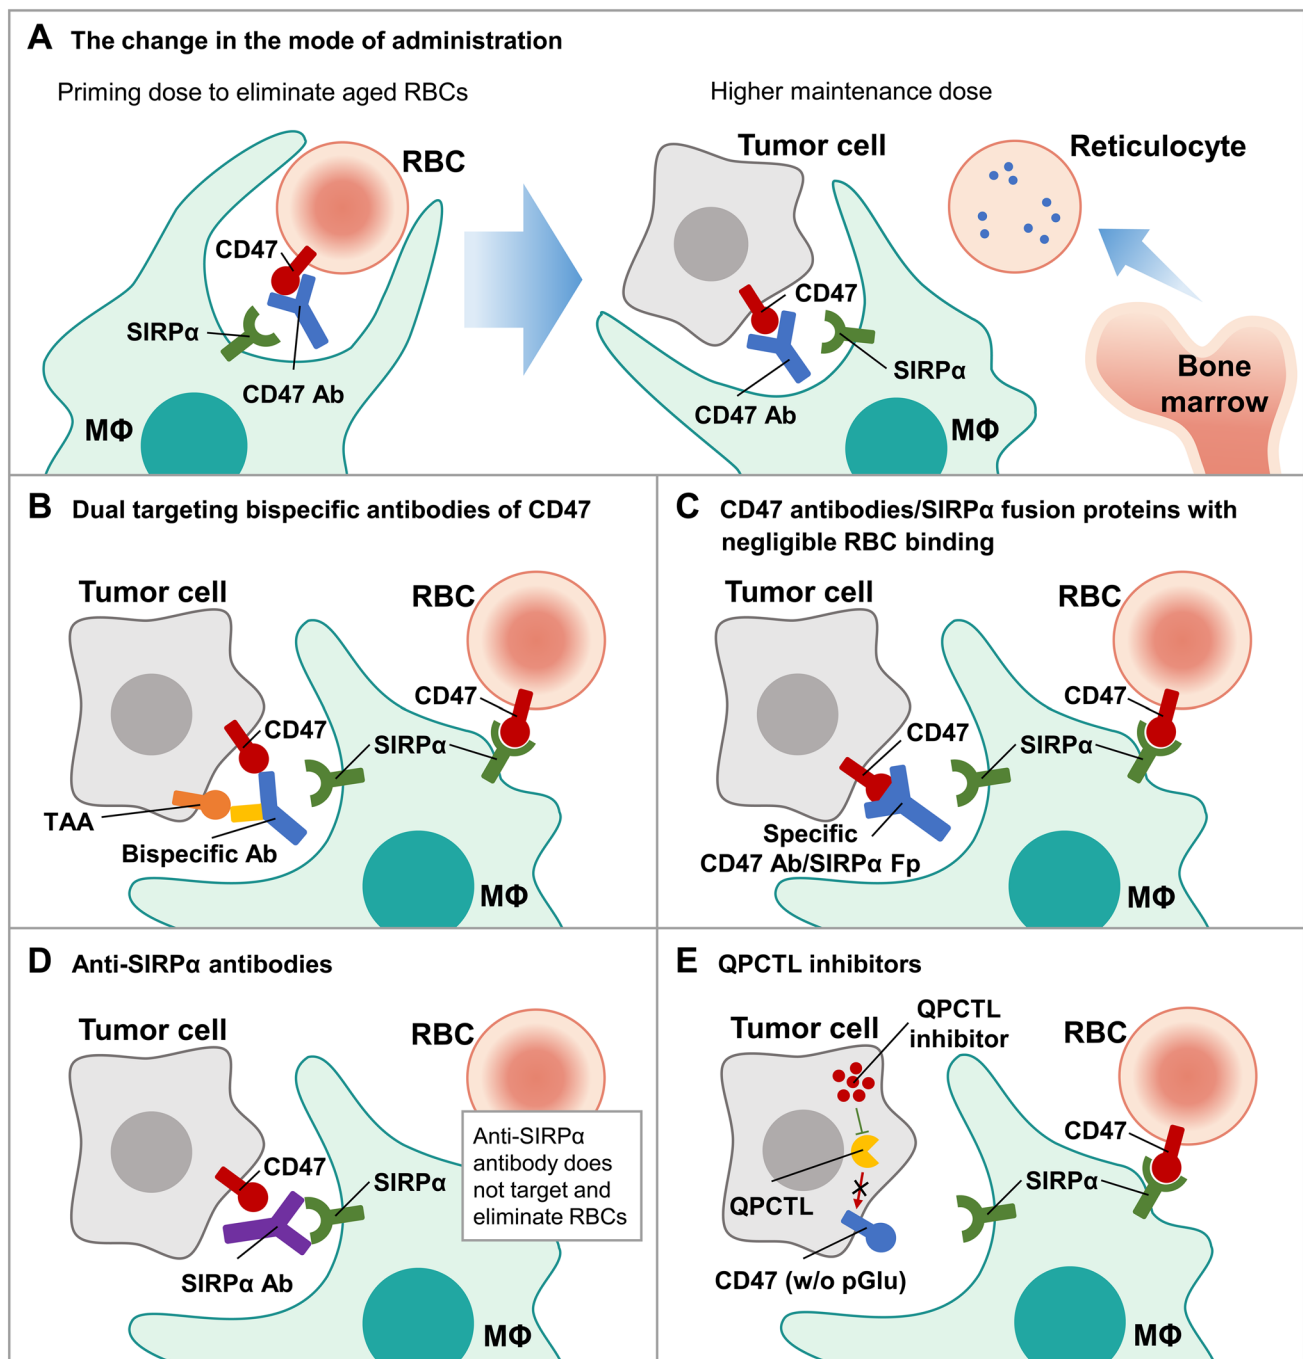 A The change in the mode of administration
Priming dose to eliminate aged RBCs
Higher maintenance dose
RBC
CD47
SIRPα
CD47 Ab
MΦ
Tumor cell
CD47
SIRPα
CD47 Ab
MΦ
Reticulocyte
Bone
marrow
B Dual targeting bispecific antibodies of CD47
Tumor cell
RBC
CD47
CD47
SIRPα
TAA
Bispecific Ab
MΦ
C CD47 antibodies/SIRPα fusion proteins with
negligible RBC binding
Tumor cell
RBC
CD47
CD47
SIRPα
Specific
CD47 Ab/SIRPα Fp
MΦ
D Anti-SIRPα antibodies
Tumor cell
RBC
Anti-SIRPα
antibody does
not target and
eliminate RBCs
CD47
SIRPα
SIRPα Ab
MΦ
E QPCTL inhibitors
QPCTL
inhibitor
Tumor cell
RBC
CD47
SIRPα
QPCTL
CD47 (w/o pGlu)
MΦ